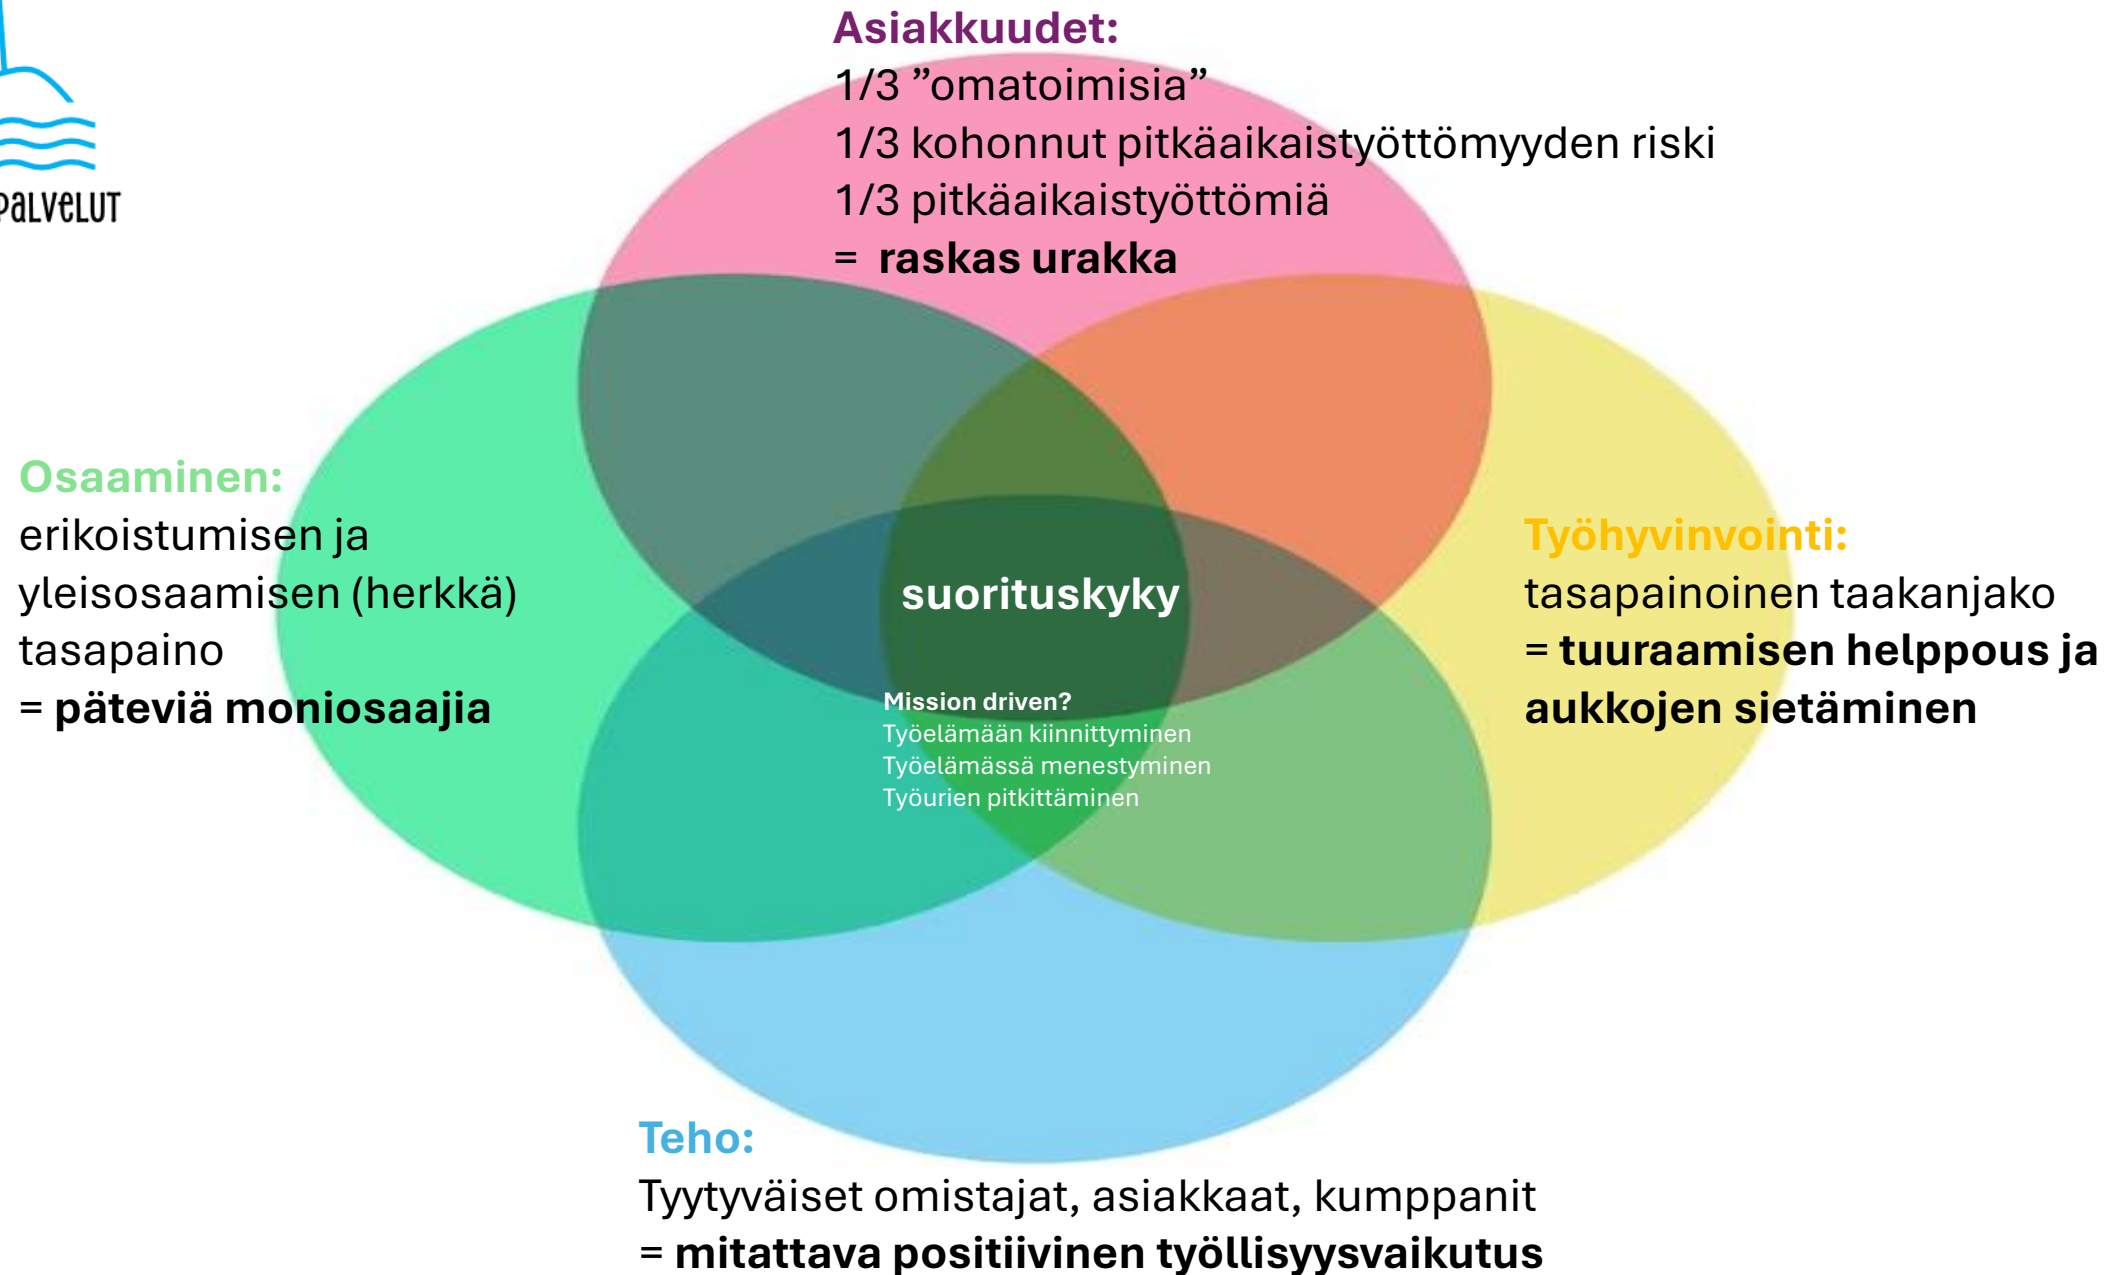 PALVELUT
Asiakkuudet:
1/3 ”omatoimisia”
1/3 kohonnut pitkäaikaistyöttömyyden riski
1/3 pitkäaikaistyöttömiä
= raskas urakka
Osaaminen:
erikoistumisen ja
yleisosaamisen (herkkä)
tasapaino
= päteviä moniosaajia
suorituskyky
Mission driven?
Työelämään kiinnittyminen
Työelämässä menestyminen
Työurien pitkittäminen
Työhyvinvointi:
tasapainoinen taakanjako
= tuuraamisen helppous ja
aukkojen sietäminen
Teho:
Tyytyväiset omistajat, asiakkaat, kumppanit
= mitattava positiivinen työllisyysvaikutus